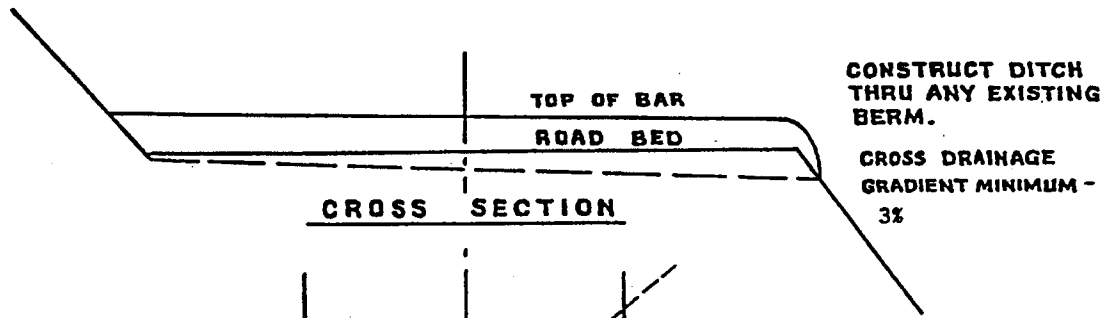 TOP OF BAR
ROAD BED
CROSS SECTION
CONSTRUCT DITCH
THRU ANY EXISTING
BERM.
CROSS DRAINAGE
GRADIENT MINIMUM -
3%